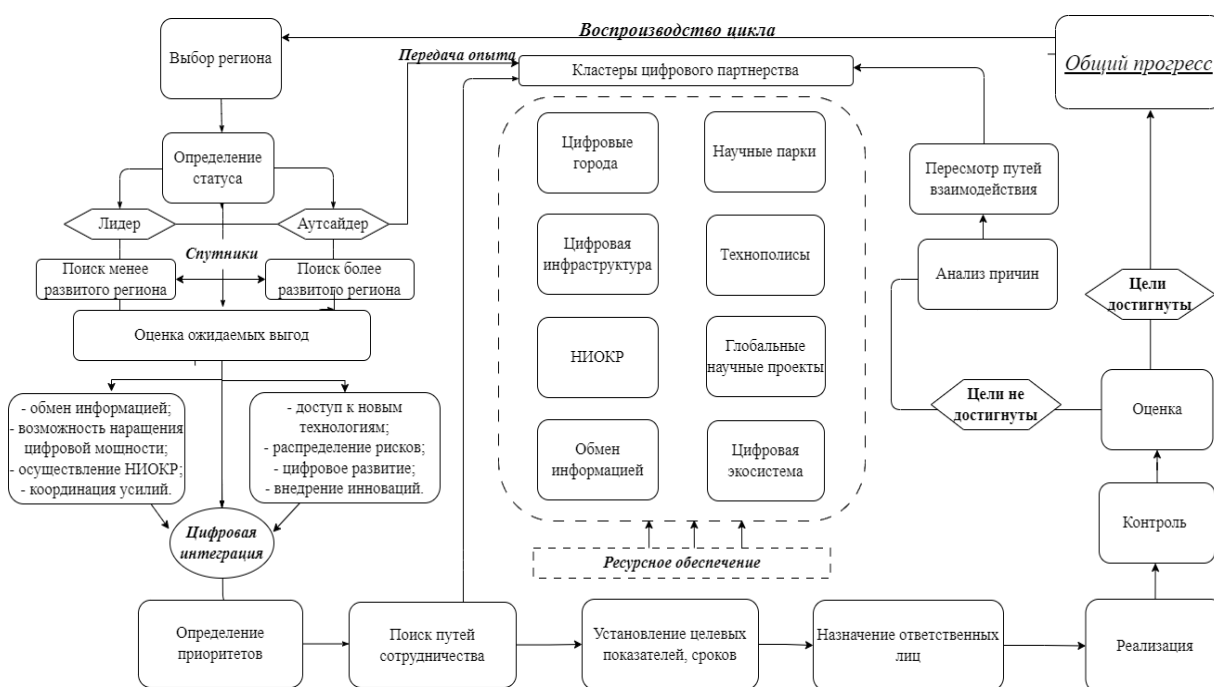 Воспроизводство цикла
Выбор региона
Передача опыта
Кластеры цифрового партнерства
Общий прогресс
Определение
статуса
Лидер
Аутсайдер
Спутники
Поиск менее
развитого региона
Поиск более
развитого региона
Оценка ожидаемых выгод
- обмен информацией;
- возможность наращения
цифровой мощности;
- осуществление НИОКР;
- координация усилий.
- доступ к новым
технологиям;
- распределение рисков;
- цифровое развитие;
- внедрение инноваций.
Цифровая
интеграция
Цифровые
города
Научные парки
Цифровая
инфраструктура
Технополисы
НИОКР
Глобальные
научные проекты
Обмен
информацией
Цифровая
экосистема
Ресурсное обеспечение
Пересмотр путей
взаимодействия
Анализ причин
Цели не
достигнуты
Цели
достигнуты
Оценка
Контроль
Определение
приоритетов
Поиск путей
сотрудничества
Установление целевых
показателей, сроков
Назначение ответственных
лиц
Реализация